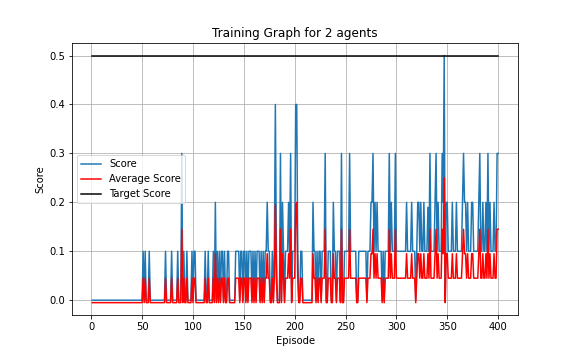 Training Graph for 2 agents
0.5
0.4
0.3
0.2
0.1
0.0
Score
Score
Average Score
Target Score
0 50 100 150 200 250 300 350 400
Episode